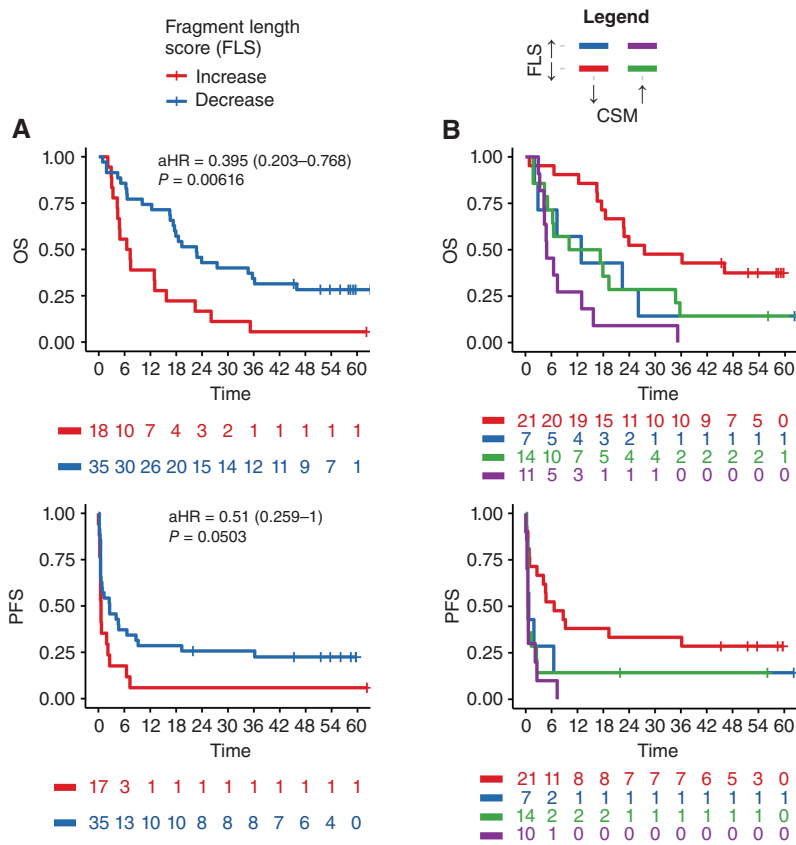 Fragment length
score (FLS)
Increase
Decrease
Legend
FLS
↓ ↑
↓ ↑
CSM
A
B
1.00
0.75
0.50
0.25
0.00
OS
aHR = 0.395 (0.203–0.768)
P = 0.00616
0 6 12 18 24 30 36 42 48 54 60
Time
18 10 7 4 3 2 1 1 1 1 1
35 30 26 20 15 14 12 11 9 7 1
1.00
0.75
0.50
0.25
0.00
OS
0 6 12 18 24 30 36 42 48 54 60
Time
21 20 19 15 11 10 10 9 7 5 0
7 5 4 3 2 1 1 1 1 1 1
14 10 7 5 4 4 2 2 2 2 1
11 5 3 1 1 1 0 0 0 0 0
1.00
0.75
0.50
0.25
0.00
PFS
aHR = 0.51 (0.259–1)
P = 0.0503
0 6 12 18 24 30 36 42 48 54 60
Time
17 3 1 1 1 1 1 1 1 1 1
35 13 10 10 8 8 8 7 6 4 0
1.00
0.75
0.50
0.25
0.00
PFS
0 6 12 18 24 30 36 42 48 54 60
Time
21 11 8 8 7 7 7 6 5 3 0
7 2 1 1 1 1 1 1 1 1 1
14 2 2 2 1 1 1 1 1 1 0
10 1 0 0 0 0 0 0 0 0 0